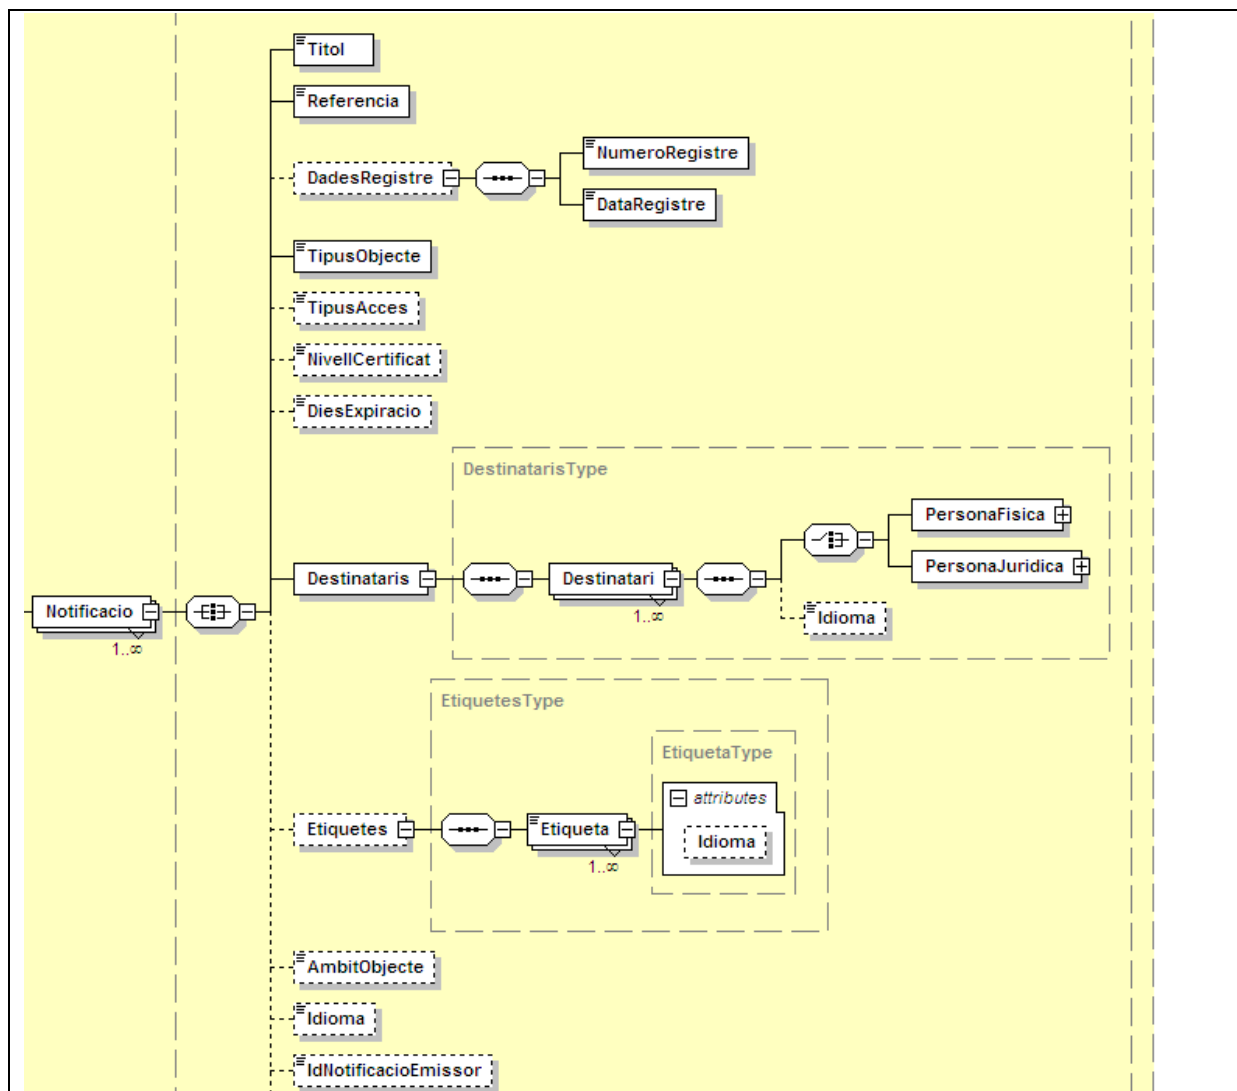 Titol
Referencia
DadesRegistre
NumeroRegistre
DataRegistre
TipusObjecte
TipusAcces
NivellCertificat
DiesExpiracio
DestinatarisType
Destinataris
Destinatari
1..∞
PersonaFisica
PersonaJuridica
Idioma
Notificacio
1..∞
EtiquetesType
EtiquetaType
attributes
Idioma
Etiquetes
Etiqueta
1..∞
AmbitObjecte
Idioma
IdNotificacioEmissor